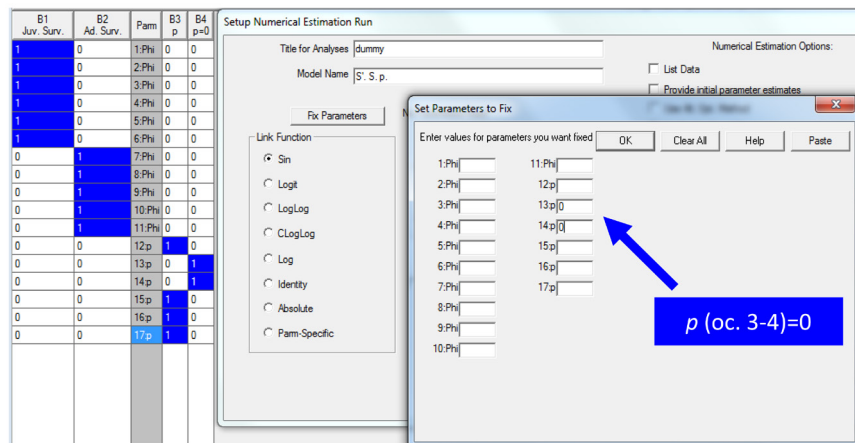 B1 B2 Parm B3 B4
Juv. Surv. Ad. Surv. p p=0
1 0 1:Phi 0 0
1 0 2:Phi 0 0
1 0 3:Phi 0 0
1 0 4:Phi 0 0
1 0 5:Phi 0 0
1 0 6:Phi 0 0
0 1 7:Phi 0 0
0 1 8:Phi 0 0
0 1 9:Phi 0 0
0 1 10:Phi 0 0
0 1 11:Phi 0 0
0 0 12:p 1 0
0 0 13:p 0 1
0 0 14:p 0 1
0 0 15:p 1 0
0 0 16:p 1 0
0 0 17:p 1 0
Setup Numerical Estimation Run
Title for Analyses dummy
Model Name S'. S. p.
Numerical Estimation Options:
List Data
Provide initial parameter estimates
Fix Parameters
Link Function
Sin
Logit
LogLog
CLogLog
Log
Identity
Absolute
Parm-Specific
Set Parameters to Fix
Enter values for parameters you want fixed
OK Clear All Help Paste
1:Phi 11:Phi
2:Phi 12:p
3:Phi 13:p 0
4:Phi 14:p 0
5:Phi 15:p
6:Phi 16:p
7:Phi 17:p
8:Phi
9:Phi
10:Phi
p (oc. 3-4)=0